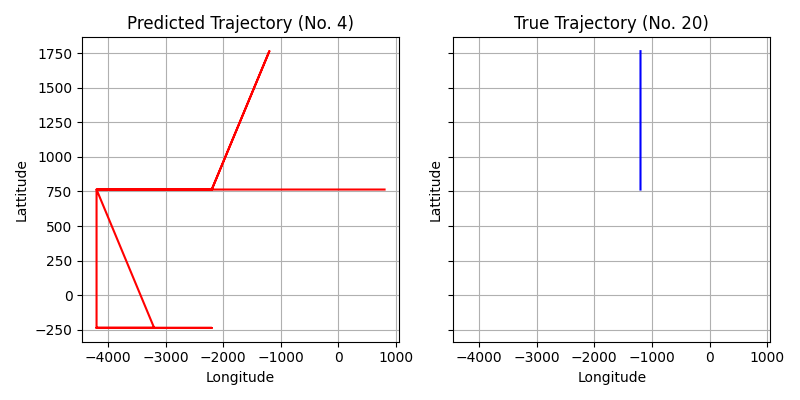 Predicted Trajectory (No. 4)
True Trajectory (No. 20)
Lattitude
1750
1500
1250
1000
750
500
250
0
−250
−4000 −3000 −2000 −1000 0 1000
Longitude
Lattitude
−4000 −3000 −2000 −1000 0 1000
Longitude